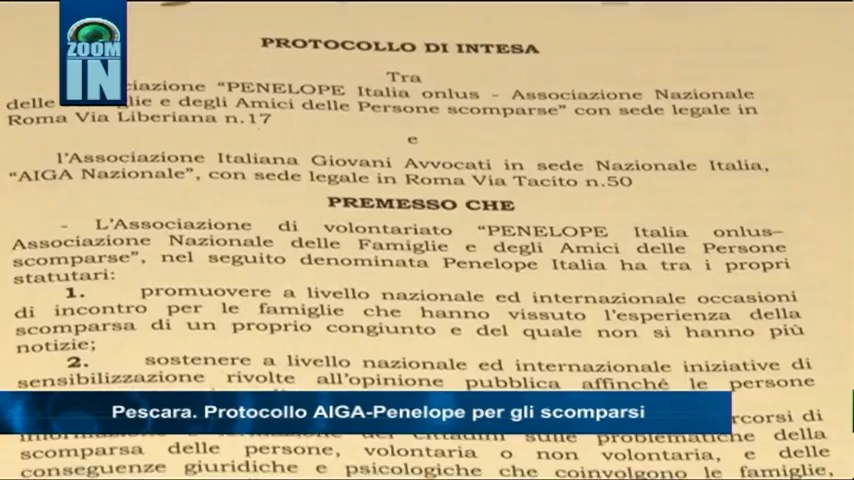 ZOOM
IN
PROTOCOLLO DI INTESA
Tra
“PENELOPE Italia onlus - Associazione Nazionale
delle e degli Amici delle Persone scomparse” con sede legale in
Roma Via Liberiana n.17
e
l’Associazione Italiana Giovani Avvocati in sede Nazionale Italia,
“AIGA Nazionale”, con sede legale in Roma Via Tacito n.50
PREMESSO CHE
- L’Associazione di volontariato “PENELOPE Italia onlus–
Associazione Nazionale delle Famiglie e degli Amici delle Persone
scomparse”, nel seguito denominata Penelope Italia ha tra i propri
statutari:
1. promuovere a livello nazionale ed internazionale occasioni
di incontro per le famiglie che hanno vissuto l’esperienza della
scomparsa di un proprio congiunto e del quale non si hanno più
notizie;
2. sostenere a livello nazionale ed internazionale iniziative di
sensibilizzazione rivolte all’opinione pubblica affinché le persone
Pescara. Protocollo AIGA-Penelope per gli scomparsi
di
dei cittadini sulle problematiche della
scomparsa delle persone, volontaria o non volontaria, e delle
conseguenze giuridiche e psicologiche che coinvolgono le famiglie,